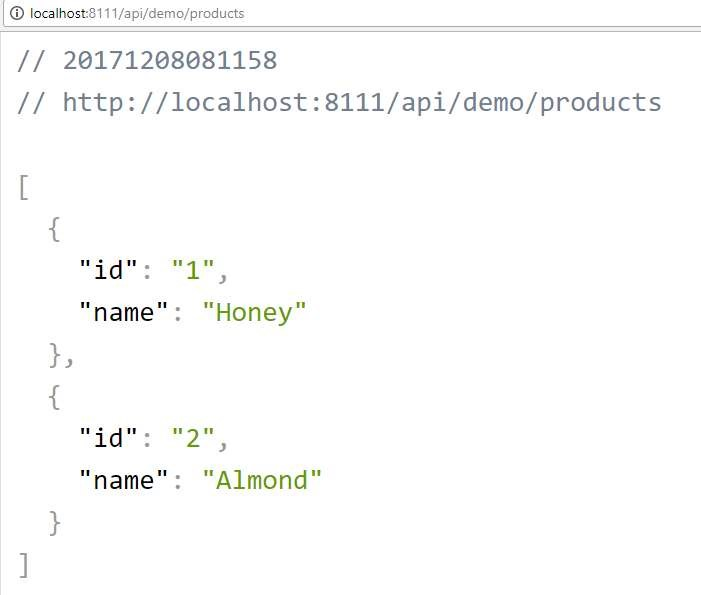 localhost:8111/api/demo/products
// 20171208081158
// http://localhost:8111/api/demo/products
[
{
"id": "1",
"name": "Honey"
},
{
"id": "2",
"name": "Almond"
}
]